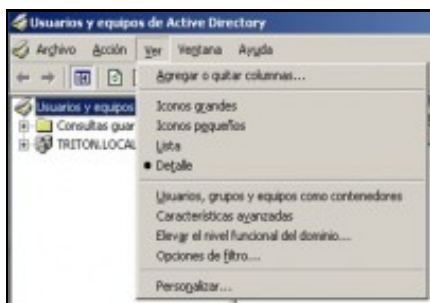 Usuarios y equipos de Active Directory
Archivo Acción Ver Ventana Ayuda
Agregar o quitar columnas...
Usuarios y equipos
Iconos grandes
Consultas guar
Iconos pequeños
TRITON.LOCAL
Lista
Detalle
Usuarios, grupos y equipos como contenedores
Características avanzadas
Elevar el nivel funcional del dominio...
Opciones de filtro...
Personalizar...